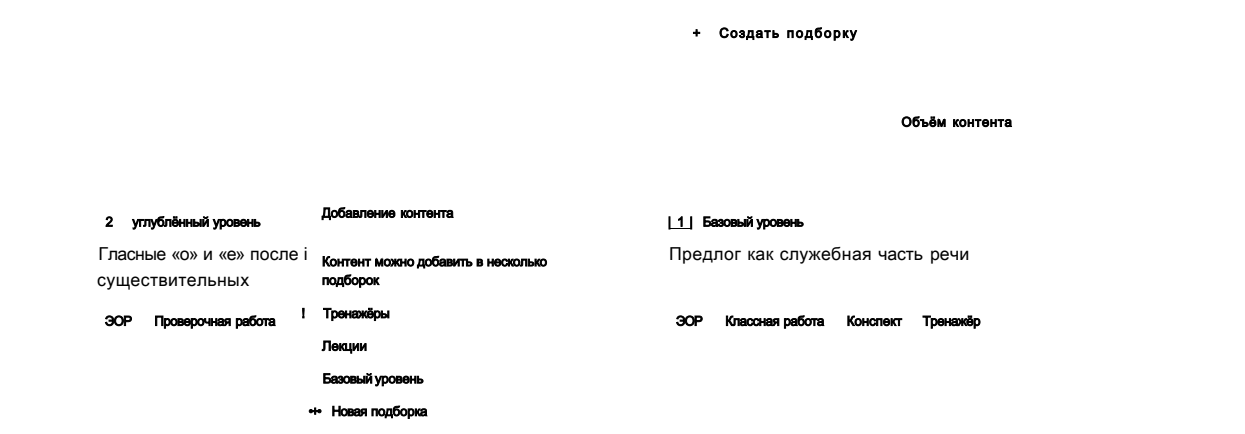 + Создать подборку
Объём контента
2 углублённый уровень
Гласные «о» и «е» после i
существительных
ЭОР Проверочная работа
Добавление контента
Контент можно добавить в несколько
подборок
! Тренажёры
Лекции
Базовый уровень
+ Новая подборка
| 1 | Базовый уровень
Предлог как служебная часть речи
ЭОР Классная работа Конспект Тренажёр